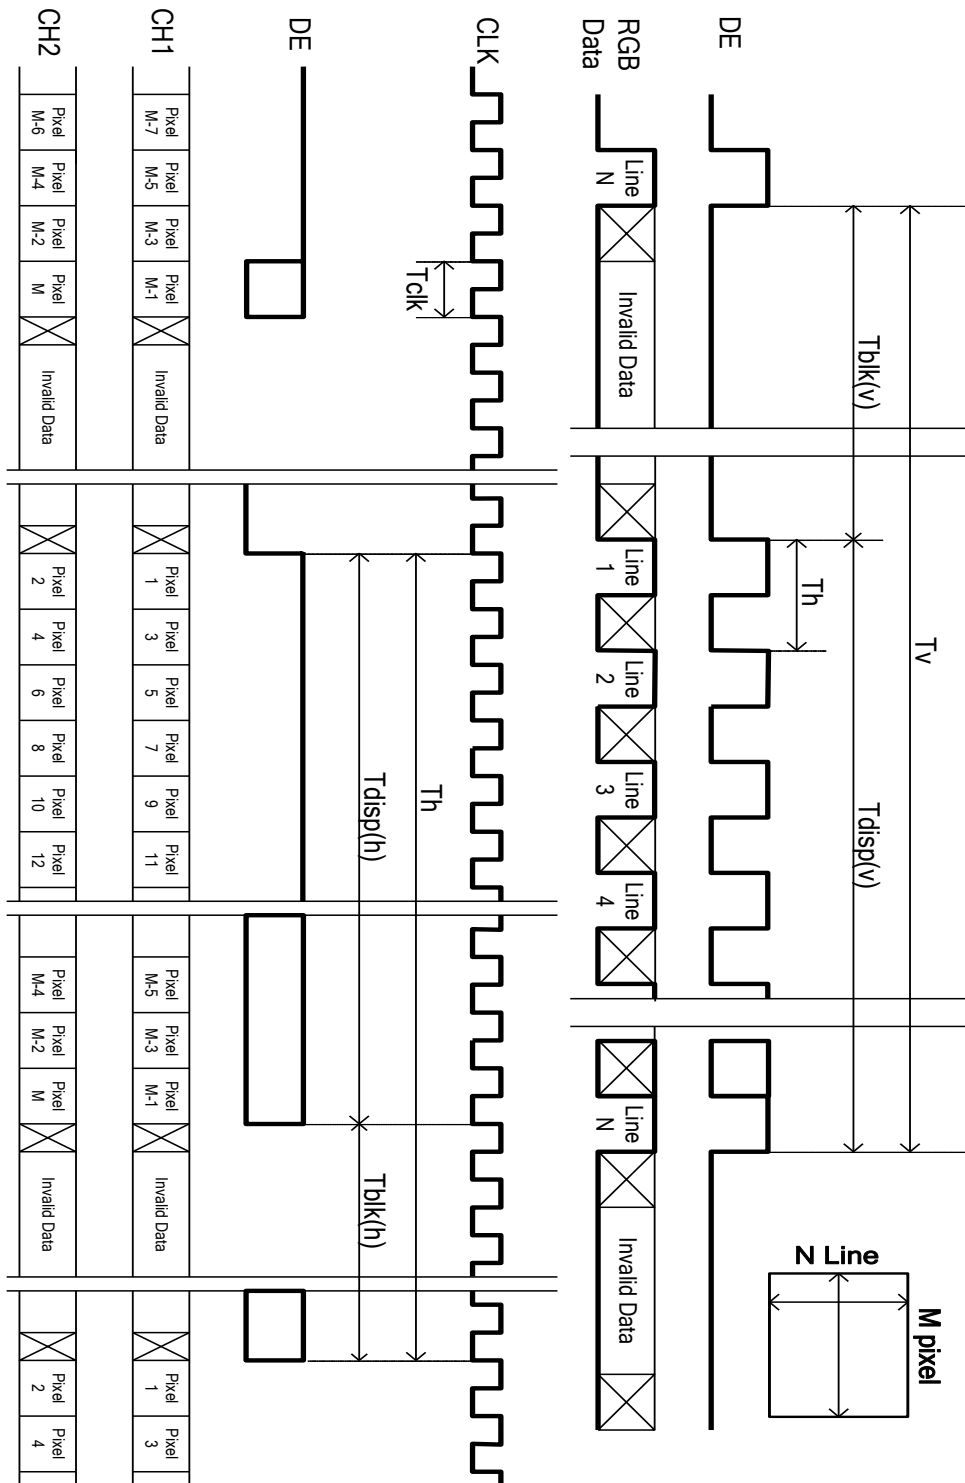 Tv
Tblk(v)
Tdisp(v)
Th
DE
RGB
Data
Line
N
Invalid Data
Line
1
Line
2
Line
3
Line
4
Line
N
Invalid Data
N Line
M pixel
CLK
Tclk
Th
Tdisp(h)
Tblk(h)
DE
CH1
Pixel
M-7
Pixel
M-5
Pixel
M-3
Pixel
M-1
Invalid Data
Pixel
1
Pixel
3
Pixel
5
Pixel
7
Pixel
9
Pixel
11
Pixel
M-5
Pixel
M-3
Pixel
M-1
Invalid Data
Pixel
1
Pixel
3
CH2
Pixel
M-6
Pixel
M-4
Pixel
M-2
Pixel
M
Invalid Data
Pixel
2
Pixel
4
Pixel
6
Pixel
8
Pixel
10
Pixel
12
Pixel
M-4
Pixel
M-2
Pixel
M
Invalid Data
Pixel
2
Pixel
4